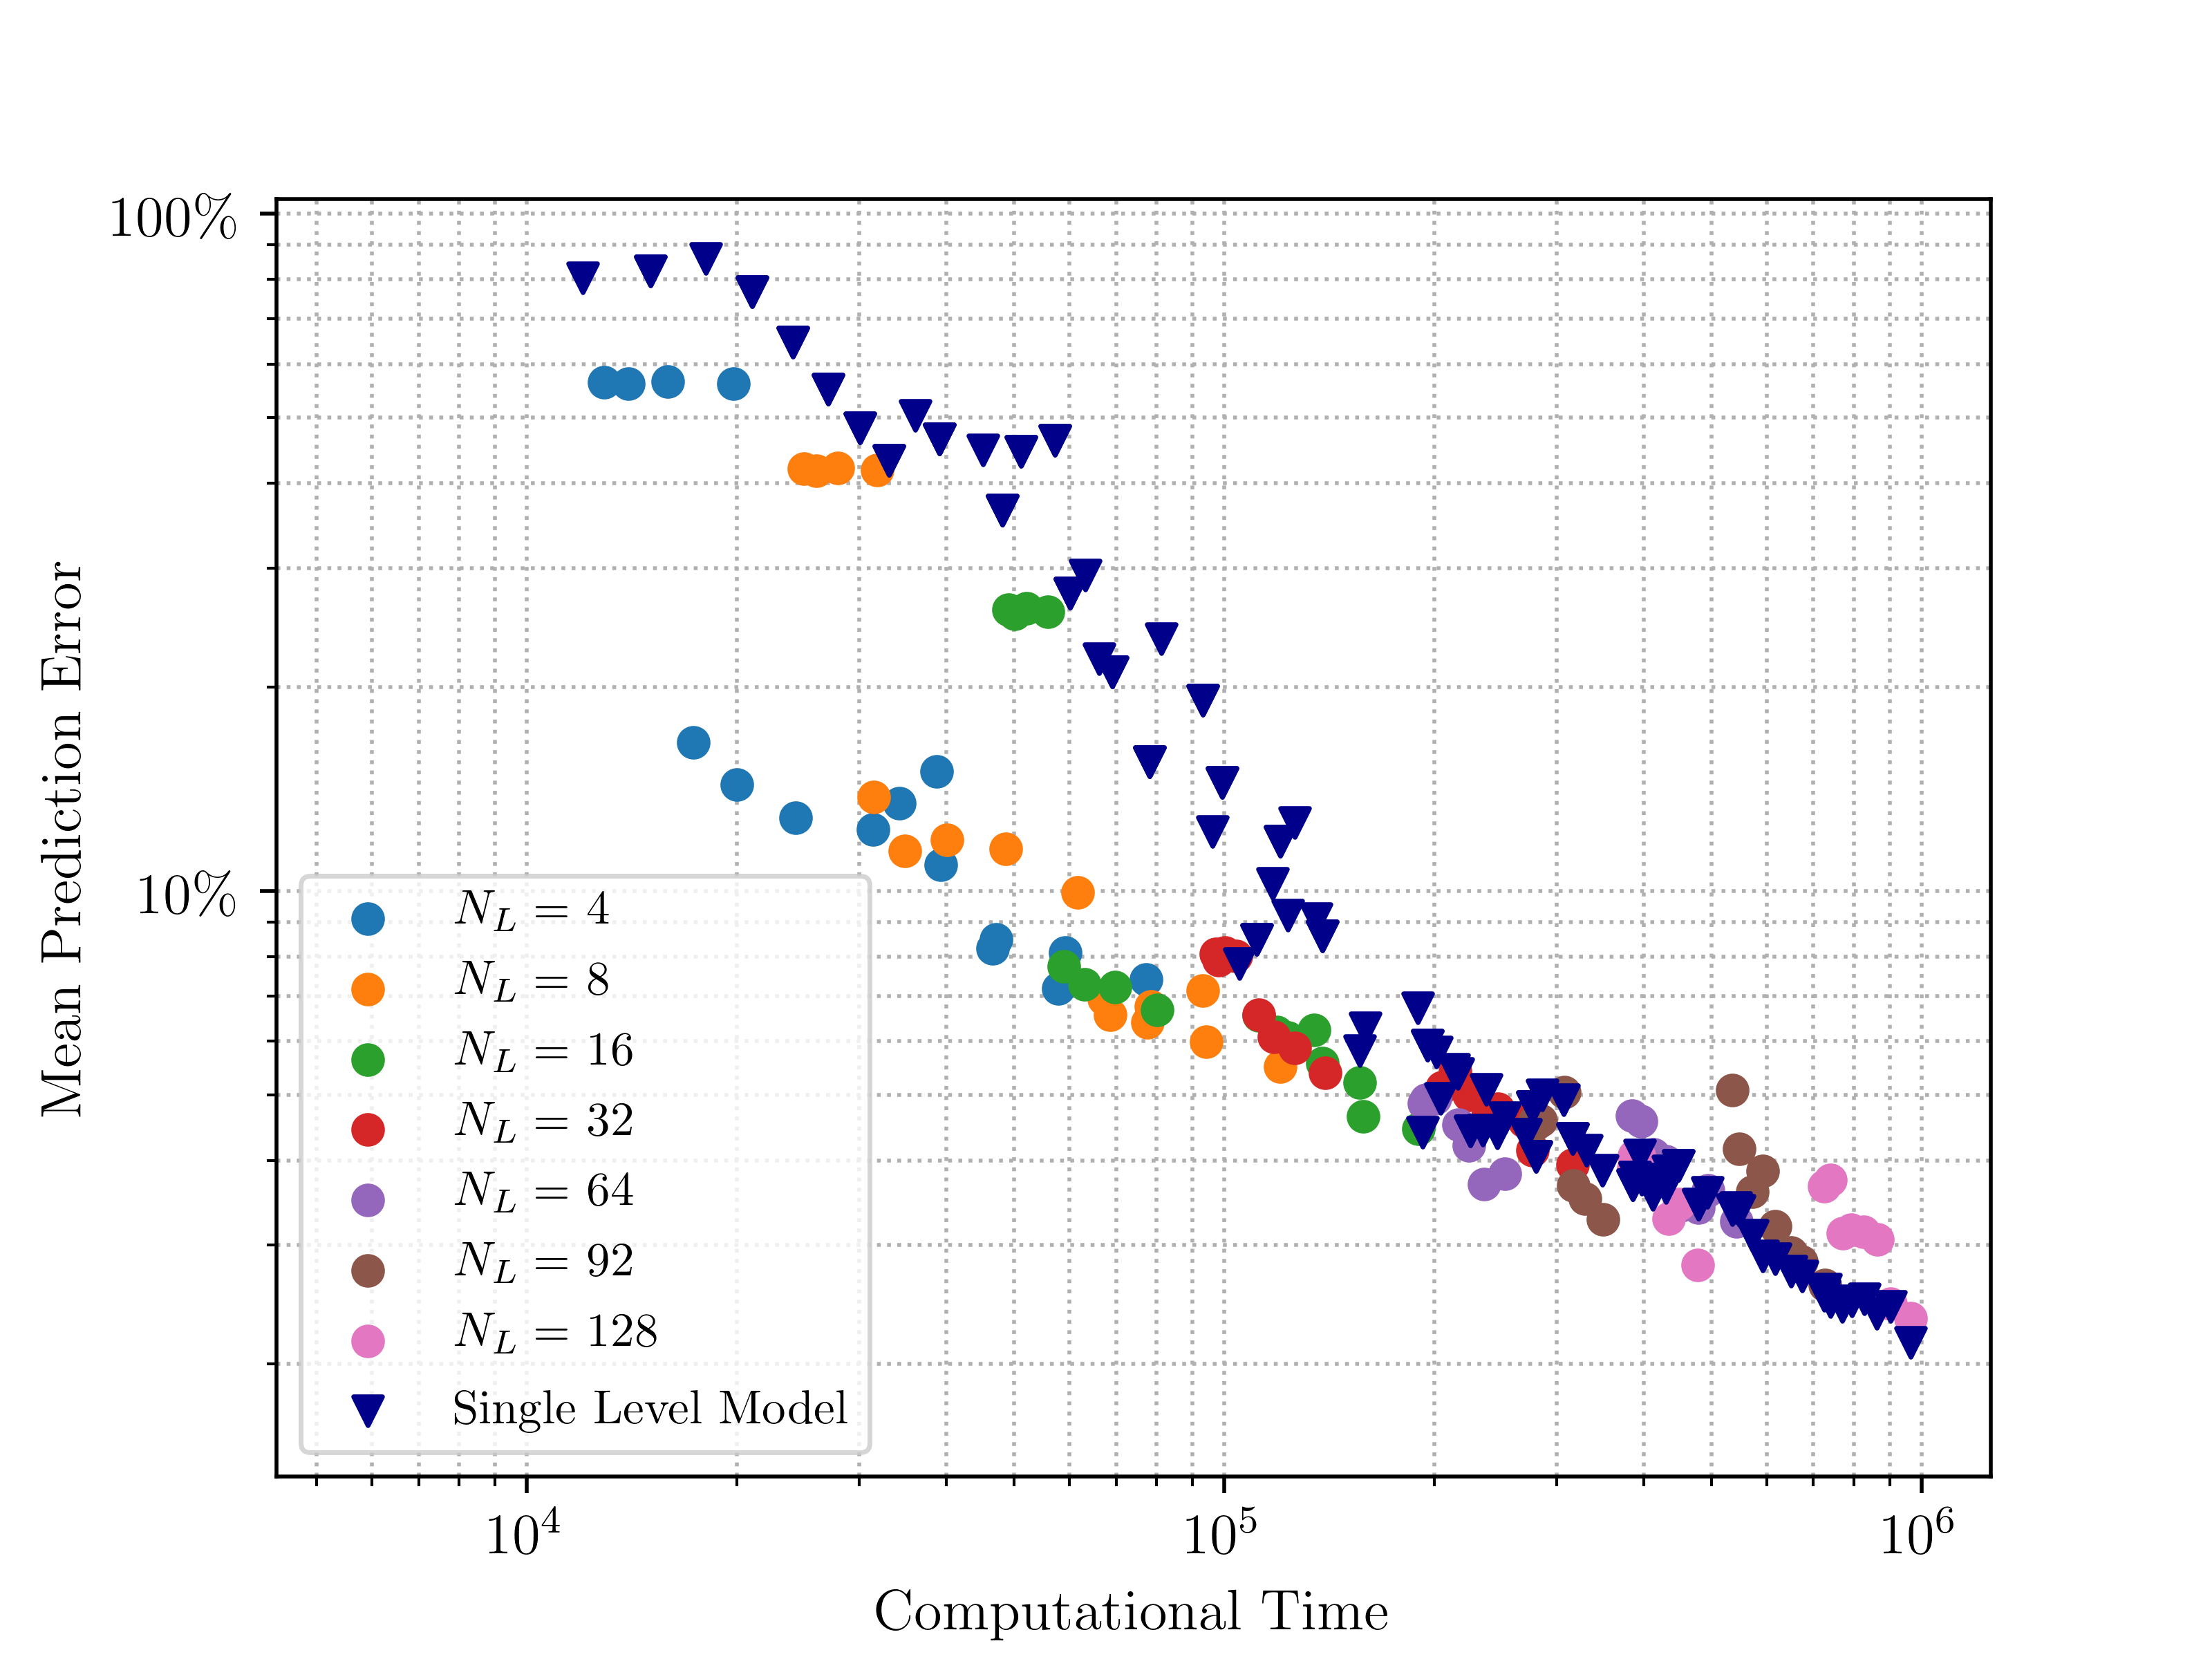 100%
10%
Mean Prediction Error
N_L = 4
N_L = 8
N_L = 16
N_L = 32
N_L = 64
N_L = 92
N_L = 128
Single Level Model
10^4 10^5 10^6
Computational Time